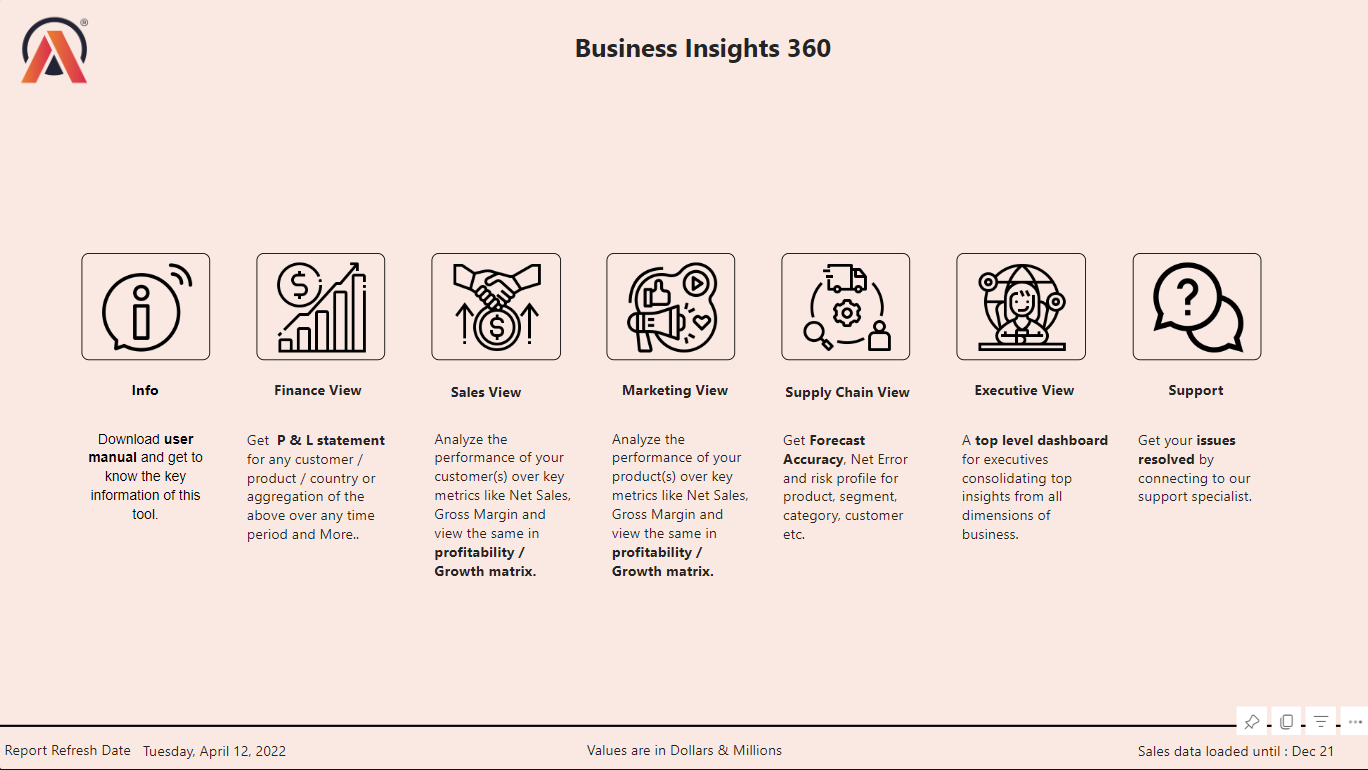 Business Insights 360
®
Info
Download user
manual and get to
know the key
information of this
tool.
Finance View
Get  P & L statement
for any customer /
product / country or
aggregation of the
above over any time
period and More..
Sales View
Analyze the
performance of your
customer(s) over key
metrics like Net Sales,
Gross Margin and
view the same in
profitability /
Growth matrix.
Marketing View
Analyze the
performance of your
product(s) over key
metrics like Net Sales,
Gross Margin and
view the same in
profitability /
Growth matrix.
Supply Chain View
Get Forecast
Accuracy, Net Error
and risk profile for
product, segment,
category, customer
etc.
Executive View
A top level dashboard
for executives
consolidating top
insights from all
dimensions of
business.
Support
Get your issues
resolved by
connecting to our
support specialist.
Report Refresh Date Tuesday, April 12, 2022
Values are in Dollars & Millions
Sales data loaded until : Dec 21